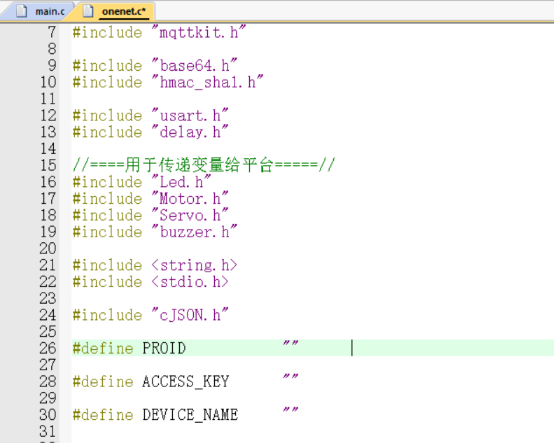 main.c onenet.c*
7 #include "mqttkit.h"
8
9 #include "base64.h"
10 #include "hmac_sha1.h"
11
12 #include "usart.h"
13 #include "delay.h"
14
15 //====用于传递变量给平台=====//
16 #include "Led.h"
17 #include "Motor.h"
18 #include "Servo.h"
19 #include "buzzer.h"
20
21 #include <string.h>
22 #include <stdio.h>
23
24 #include "cJSON.h"
25
26 #define PROID ""
27
28 #define ACCESS_KEY ""
29
30 #define DEVICE_NAME ""
31